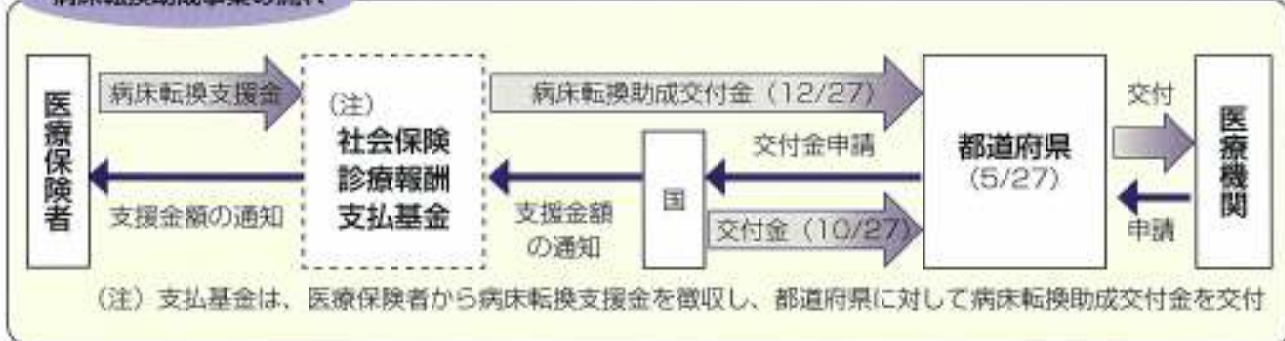 医療保険者
病床転換支援金
支援金額の通知
(注)
社会保険
診療報酬
支払基金
病床転換助成交付金(12/27)
支援金額
の通知
国
交付金申請
交付金(10/27)
都道府県
(5/27)
交付
申請
医療機関
(注)支払基金は、医療保険者から病床転換支援金を徴収し、都道府県に対して病床転換助成交付金を交付